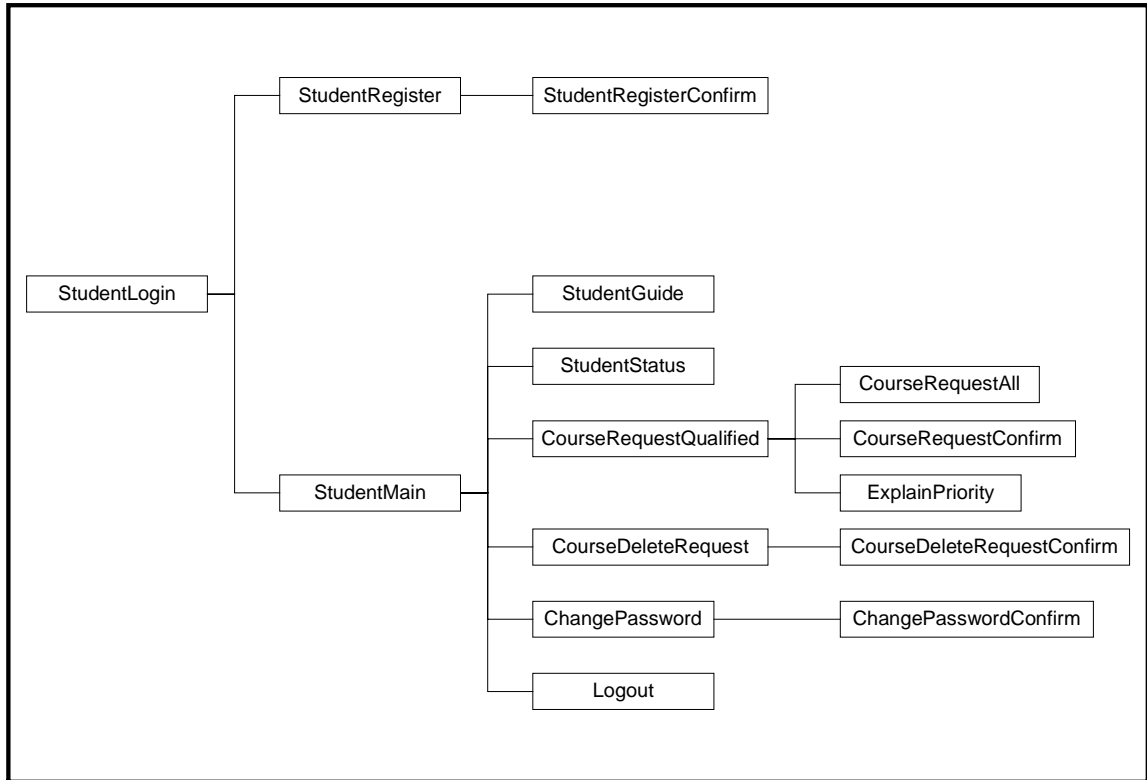 StudentRegister
StudentRegisterConfirm
StudentLogin
StudentGuide
StudentStatus
CourseRequestAll
CourseRequestQualified
CourseRequestConfirm
StudentMain
ExplainPriority
CourseDeleteRequest
CourseDeleteRequestConfirm
ChangePassword
ChangePasswordConfirm
Logout